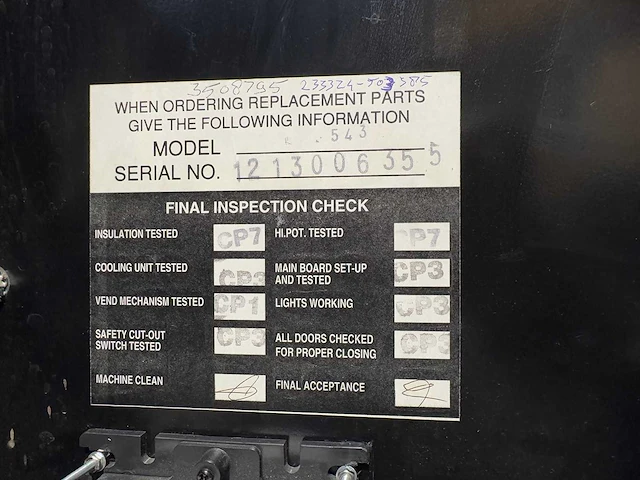 3508795 233324-503585
WHEN ORDERING REPLACEMENT PARTS
GIVE THE FOLLOWING INFORMATION
MODEL 543
SERIAL NO. 1213006355
FINAL INSPECTION CHECK
INSULATION TESTED CP7 HI.POT. TESTED CP7
COOLING UNIT TESTED CP3 MAIN BOARD SET-UP
AND TESTED CP3
VEND MECHANISM TESTED CP1 LIGHTS WORKING CP3
SAFETY CUT-OUT
SWITCH TESTED CP3 ALL DOORS CHECKED
FOR PROPER CLOSING CP3
MACHINE CLEAN FINAL ACCEPTANCE